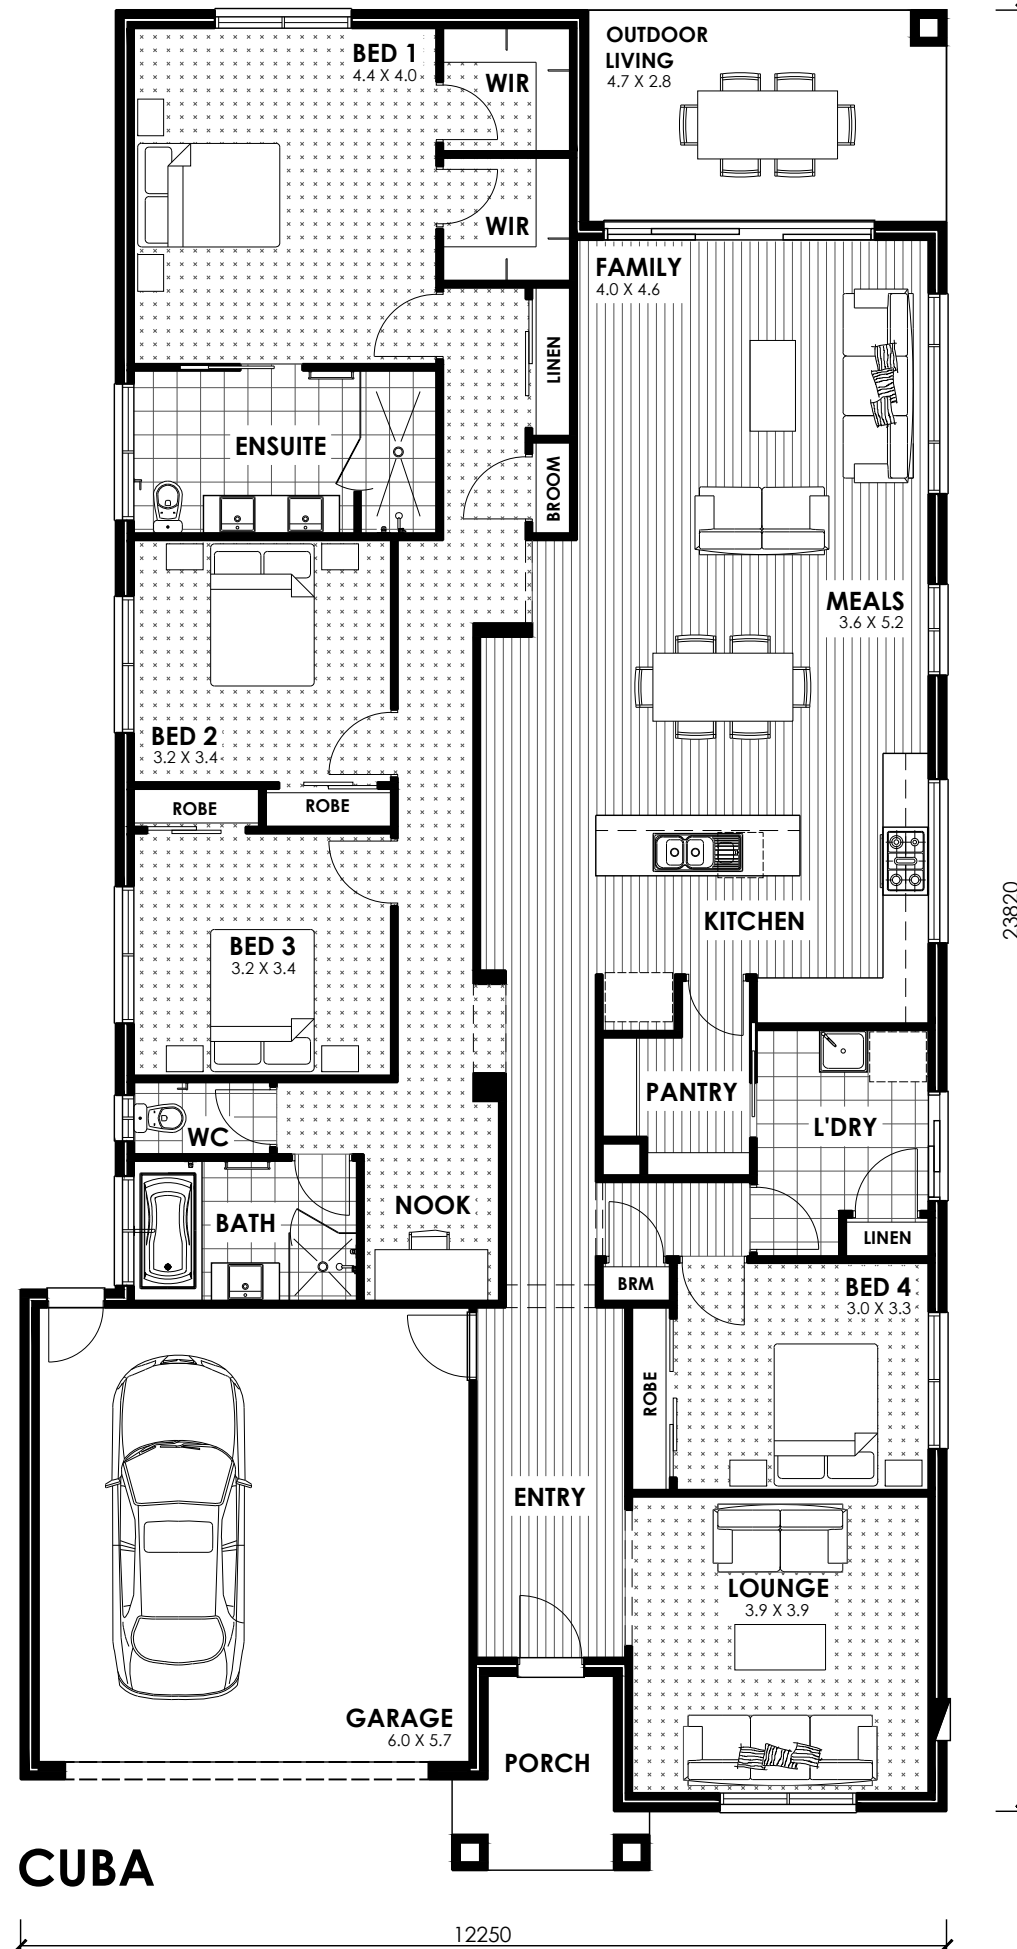 BED 1
4.4 X 4.0
WIR
OUTDOOR
LIVING
4.7 X 2.8
WIR
FAMILY
4.0 X 4.6
LINEN
ENSUITE
BROOM
MEALS
3.6 X 5.2
BED 2
3.2 X 3.4
ROBE
ROBE
KITCHEN
23820
BED 3
3.2 X 3.4
PANTRY
L'DRY
WC
NOOK
BATH
LINEN
BRM
BED 4
3.0 X 3.3
ROBE
ENTRY
LOUNGE
3.9 X 3.9
GARAGE
6.0 X 5.7
PORCH
CUBA
12250